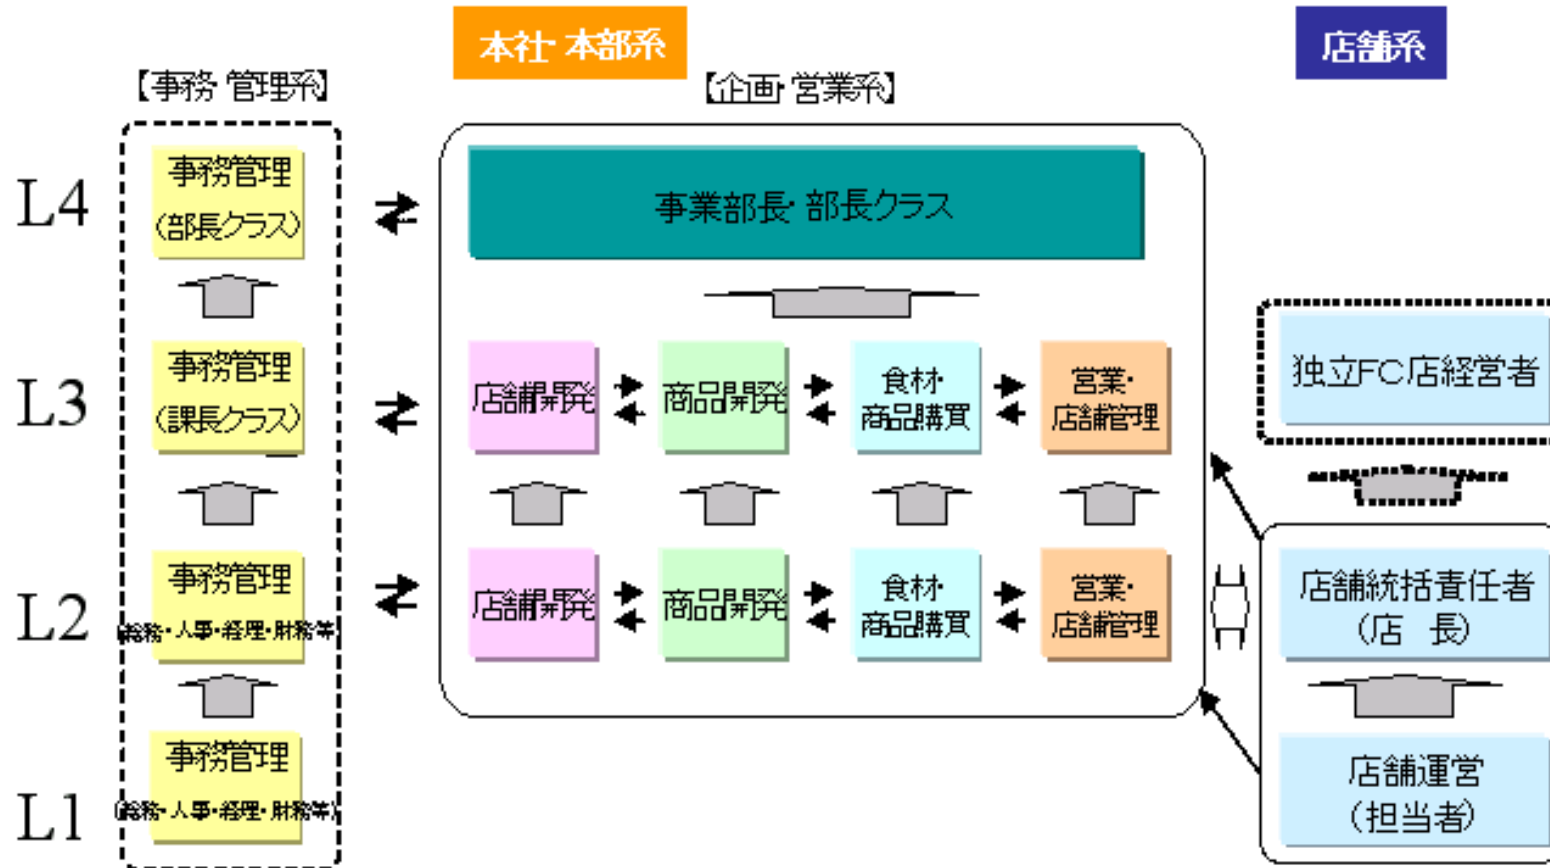 本社・本部系
店舗系
【事務・管理系】
【企画・営業系】
L4
事務管理
(部長クラス)
事業部長・部長クラス
L3
事務管理
(課長クラス)
店舗開発
商品開発
食材・
商品購買
営業・
店舗管理
独立FC店経営者
L2
事務管理
(総務・人事・経理・財務等)
店舗開発
商品開発
食材・
商品購買
営業・
店舗管理
店舗統括責任者
(店 長)
L1
事務管理
(総務・人事・経理・財務等)
店舗運営
(担当者)